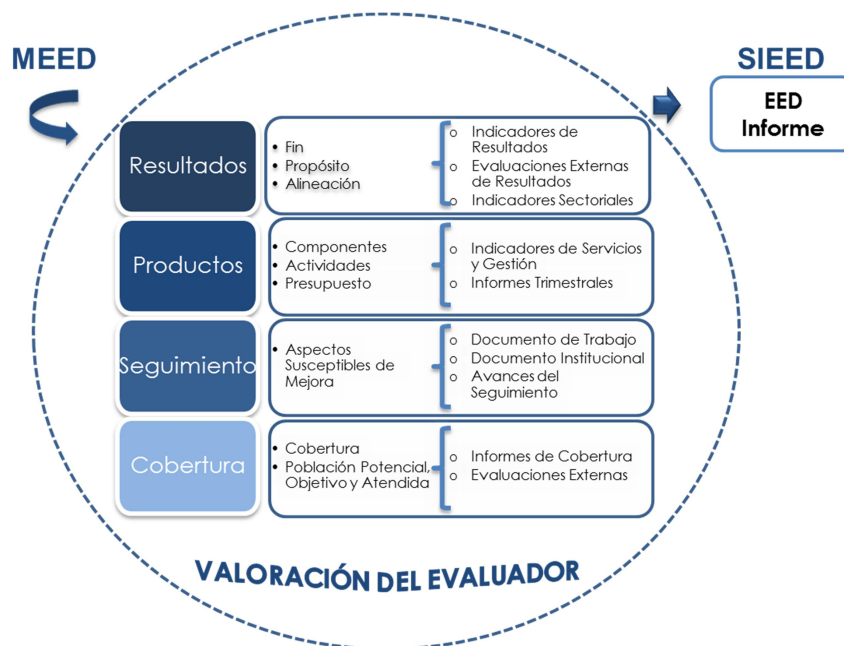 MEED
SIEED
EED
Informe
Resultados
• Fin
• Propósito
• Alineación
o Indicadores de
Resultados
o Evaluaciones Externas
de Resultados
o Indicadores Sectoriales
Productos
• Componentes
• Actividades
• Presupuesto
o Indicadores de Servicios
y Gestión
o Informes Trimestrales
Seguimiento
• Aspectos
Susceptibles de
Mejora
o Documento de Trabajo
o Documento Institucional
o Avances del
Seguimiento
Cobertura
• Cobertura
• Población Potencial,
Objetivo y Atendida
o Informes de Cobertura
o Evaluaciones Externas
VALORACIÓN DEL EVALUADOR